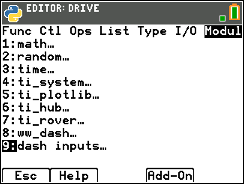 EDITOR: DRIVE
Func Ctl Ops List Type I/O Modul
1:math…
2:random…
3:time…
4:ti_system…
5:ti_plotlib…
6:ti_hub…
7:ti_rover…
8:ww_dash…
9:dash inputs…
Esc Help Add-On